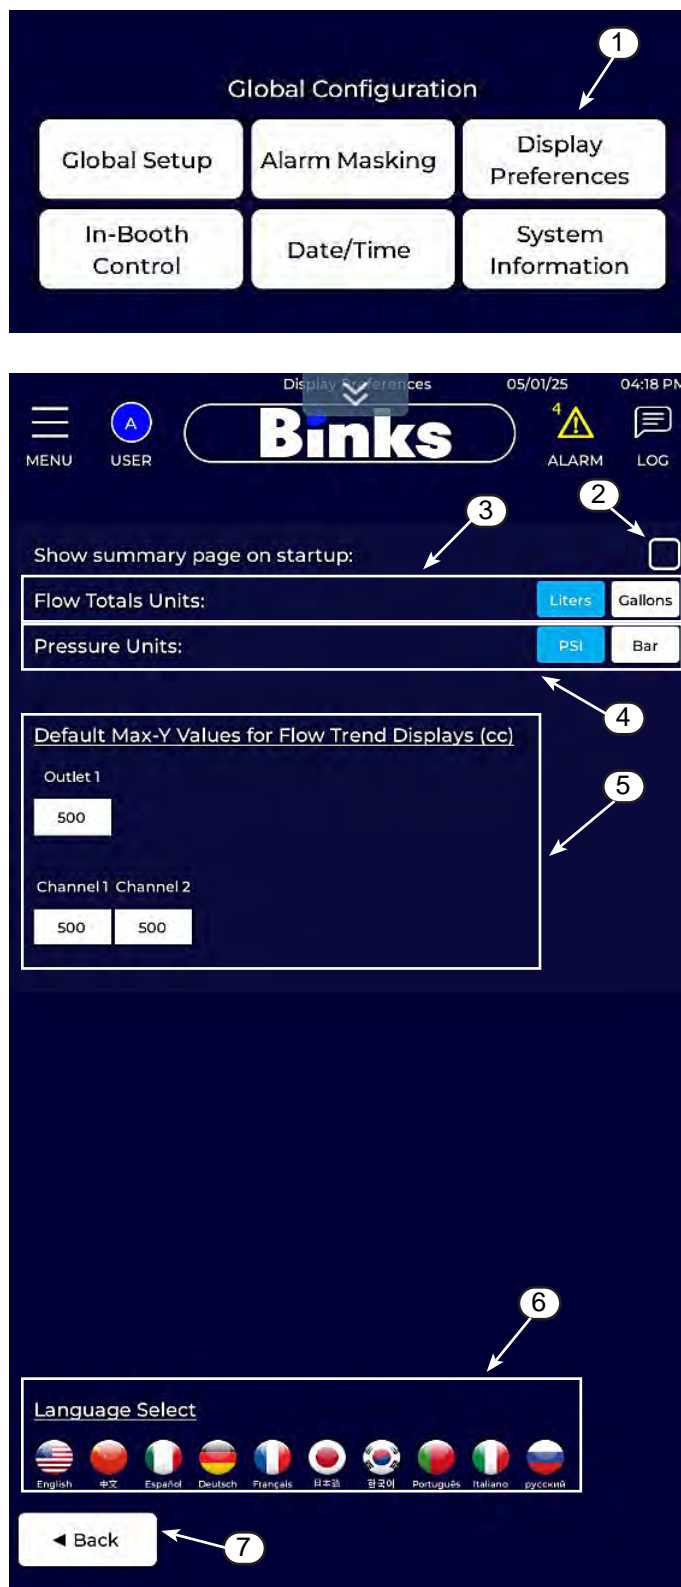 1
Global Configuration
Global Setup
Alarm Masking
Display
Preferences
In-Booth
Control
Date/Time
System
Information
Display Preferences 05/01/25 04:18 PM
4
A
Binks
MENU USER ALARM LOG
2
3
Show summary page on startup:
Flow Totals Units: Liters Gallons
Pressure Units: PSI Bar
4
Default Max-Y Values for Flow Trend Displays (cc)
5
Outlet 1
500
Channel 1 Channel 2
500 500
6
Language Select
English 中文 Español Deutsch Français 日本語 한국어 Português Italiano русский
◄ Back
7